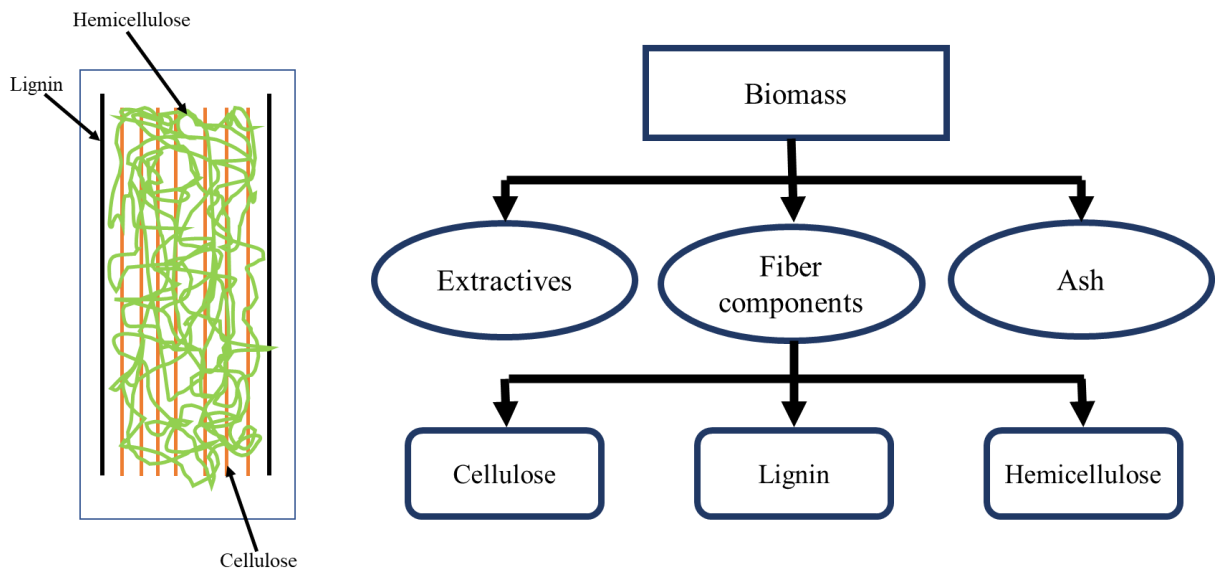 Hemicellulose
Lignin
Cellulose
Biomass
Extractives
Fiber
components
Ash
Cellulose
Lignin
Hemicellulose